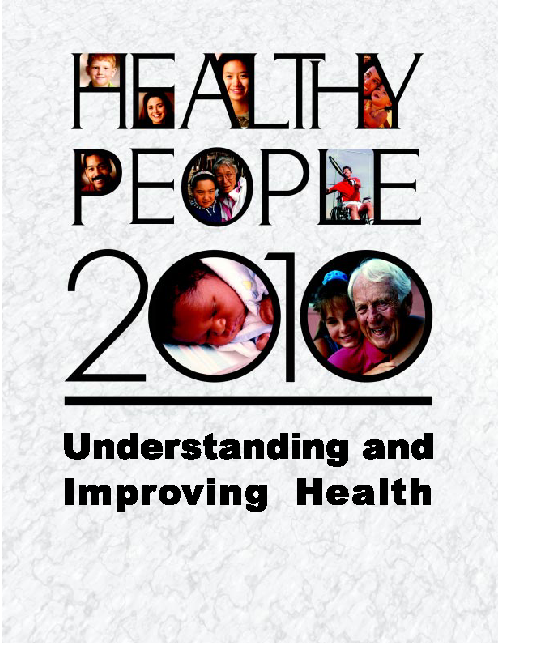 HEALTHY
PEOPLE
2010
Understanding and
Improving Health